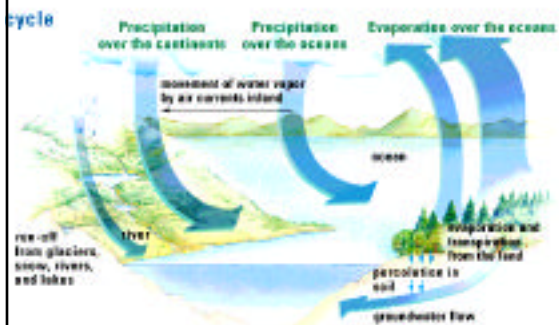 cycle
Precipitation
over the continents
Precipitation
over the oceans
Evaporation over the oceans
movement of water vapor
by air currents inland
ocean
river
run-off
from glaciers,
snow, rivers,
and lakes
evaporation and
transpiration
from the land
percolation in
soil
groundwater flow